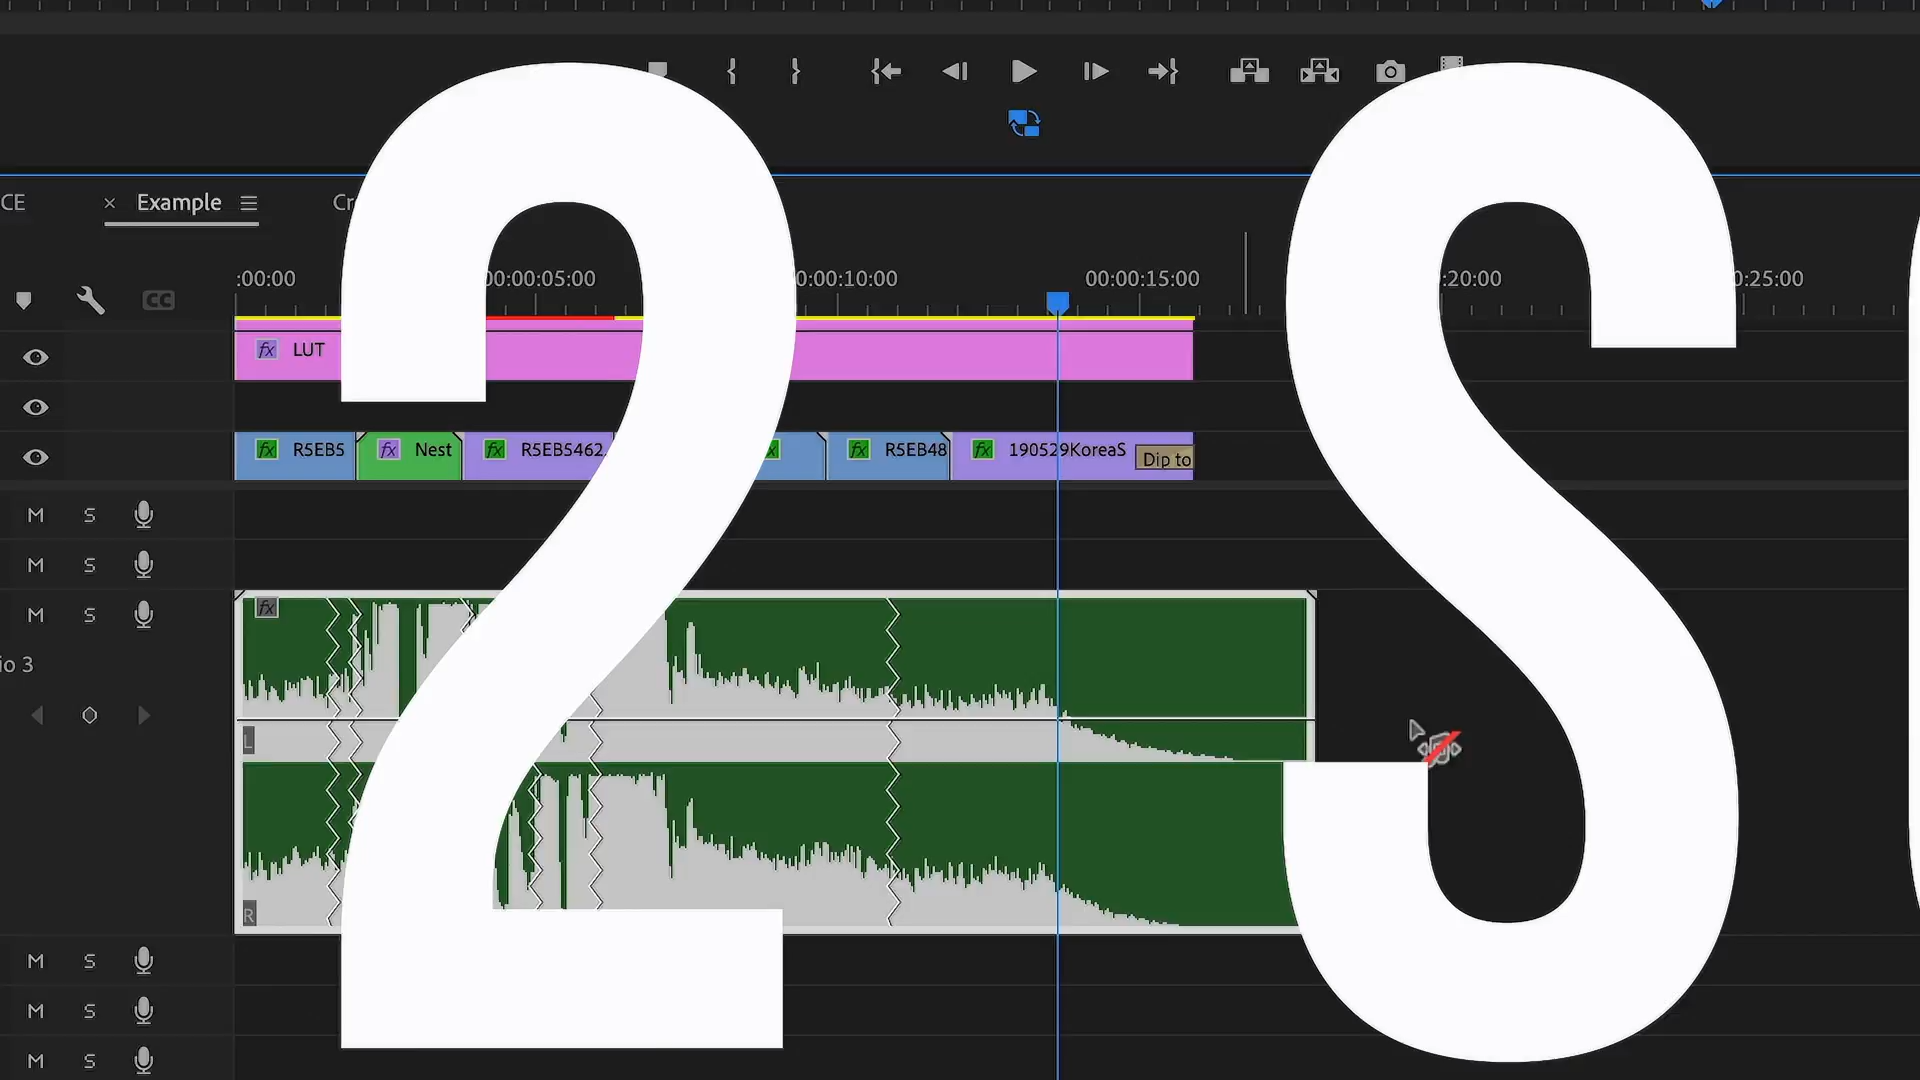 2 S
CE
× Example
:00:00
00:00:05:00
0:00:10:00
00:00:15:00
:20:00
0:25:00
CC
fx LUT
fx R5EB5
fx Nest
fx R5EB5462.
fx R5EB48
fx 190529KoreaS
Dip to
M S
M S
M S
fx
io 3
L
R
M S
M S
M S